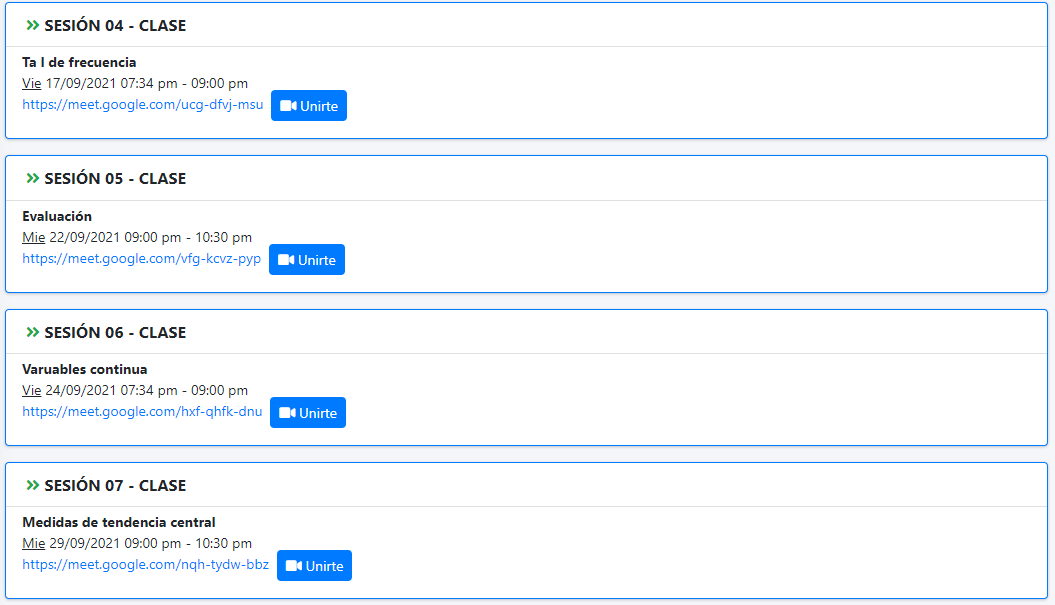 SESIÓN 04 - CLASE
Ta l de frecuencia
Vie 17/09/2021 07:34 pm - 09:00 pm
https://meet.google.com/ucg-dfvj-msu Unirte
SESIÓN 05 - CLASE
Evaluación
Mie 22/09/2021 09:00 pm - 10:30 pm
https://meet.google.com/vfg-kcvz-pyp Unirte
SESIÓN 06 - CLASE
Varuables continua
Vie 24/09/2021 07:34 pm - 09:00 pm
https://meet.google.com/hxf-qhfk-dnu Unirte
SESIÓN 07 - CLASE
Medidas de tendencia central
Mie 29/09/2021 09:00 pm - 10:30 pm
https://meet.google.com/nqh-tydw-bbz Unirte